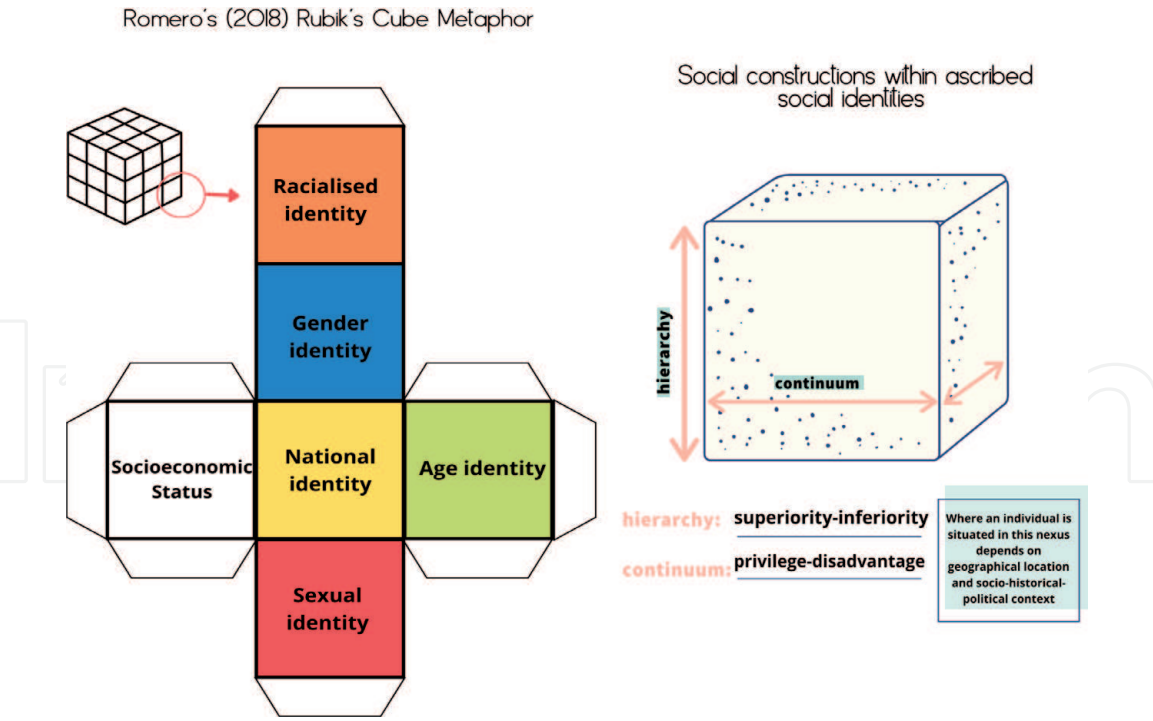 Romero's (2018) Rubik's Cube Metaphor
Racialised
identity
Gender
identity
Socioeconomic
Status
National
identity
Age identity
Sexual
identity
Social constructions within ascribed
social identities
hierarchy
continuum
hierarchy: superiority-inferiority
continuum: privilege-disadvantage
Where an individual is
situated in this nexus
depends on
geographical location
and socio-historical-
political context